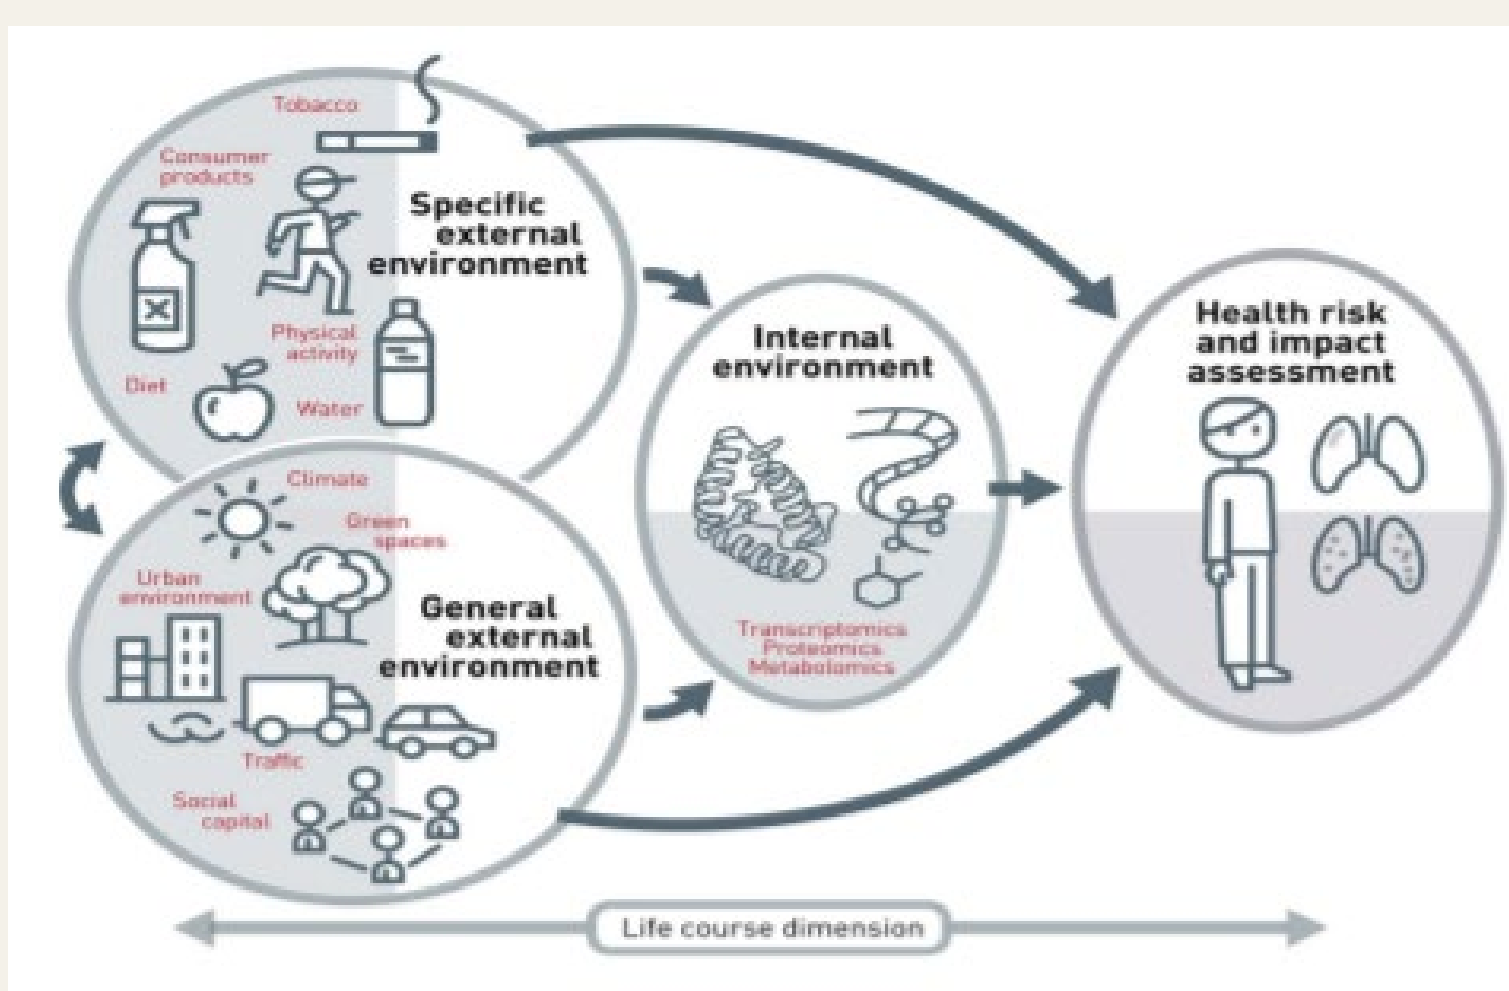 Tobacco
Consumer
products
Specific
external
environment
Physical
activity
Diet
Water
Climate
Green
spaces
Urban
environment
General
external
environment
Traffic
Social
capital
Internal
environment
Transcriptomics
Proteomics
Metabolomics
Health risk
and impact
assessment
Life course dimension